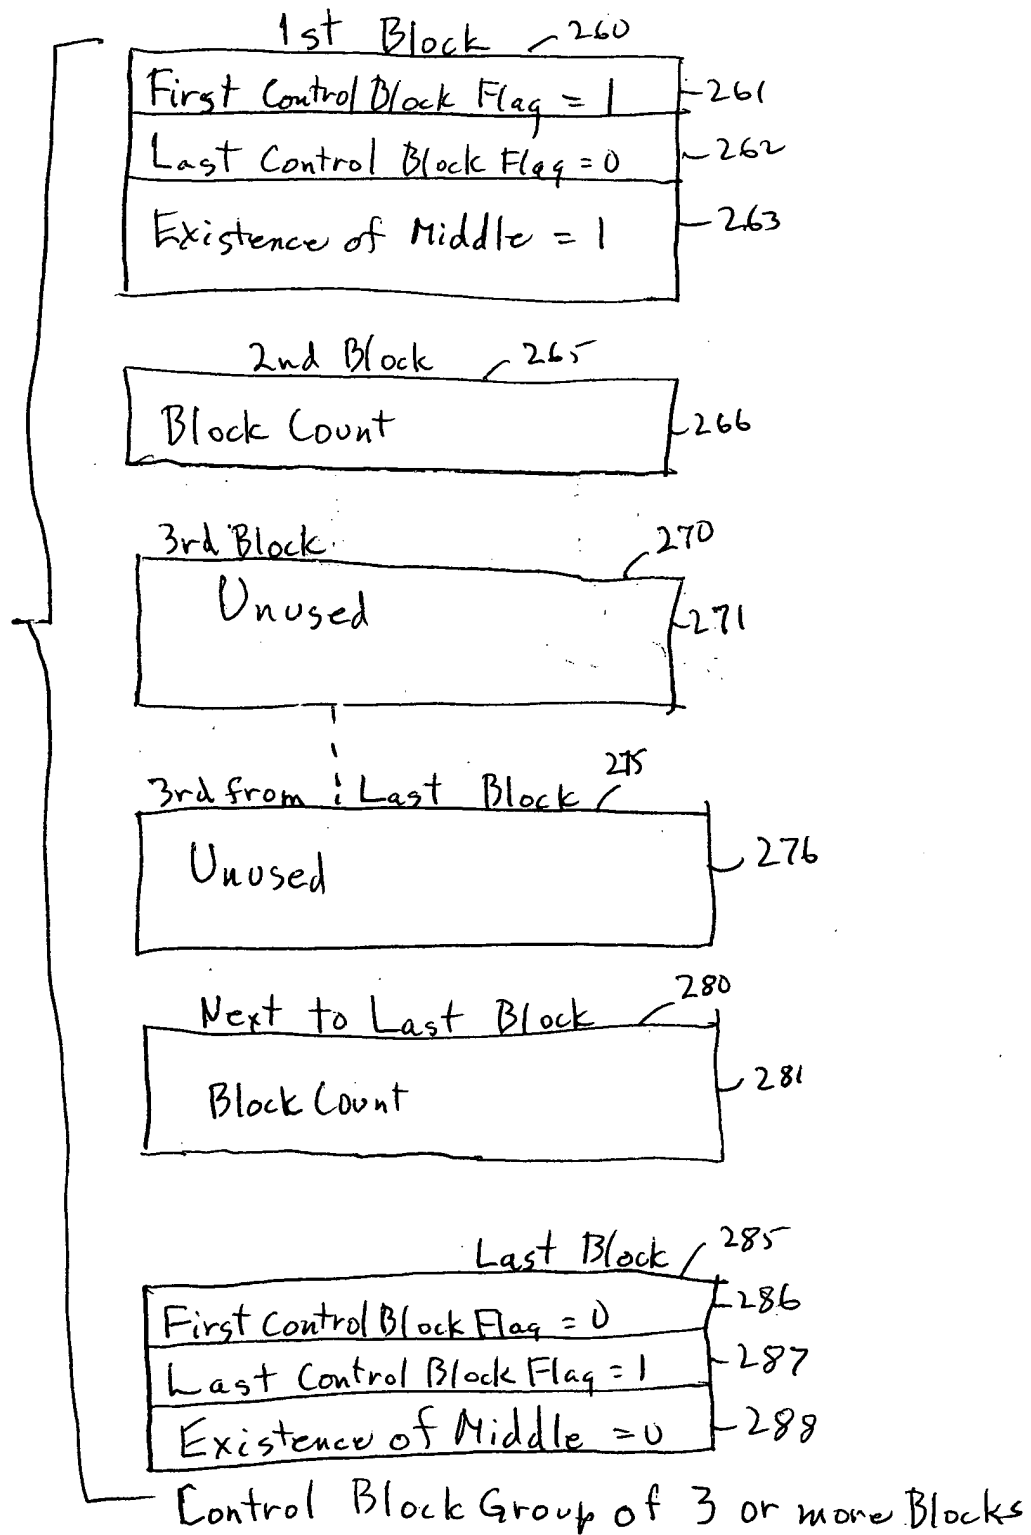 1st Block 260
First Control Block Flag = 1 261
Last Control Block Flag = 0 262
Existence of Middle = 1 263
2nd Block 265
Block Count 266
3rd Block 270
Unused 271
3rd from Last Block 275
Unused 276
Next to Last Block 280
Block Count 281
Last Block 285
First Control Block Flag = 0 286
Last Control Block Flag = 1 287
Existence of Middle = 0 288
Control Block Group of 3 or more Blocks